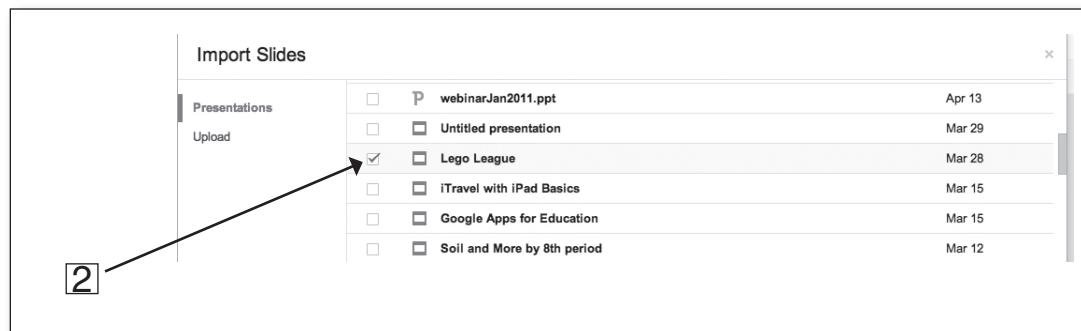 Import Slides ×
Presentations
Upload
webinarJan2011.ppt Apr 13
Untitled presentation Mar 29
Lego League Mar 28
iTravel with iPad Basics Mar 15
Google Apps for Education Mar 15
Soil and More by 8th period Mar 12
2